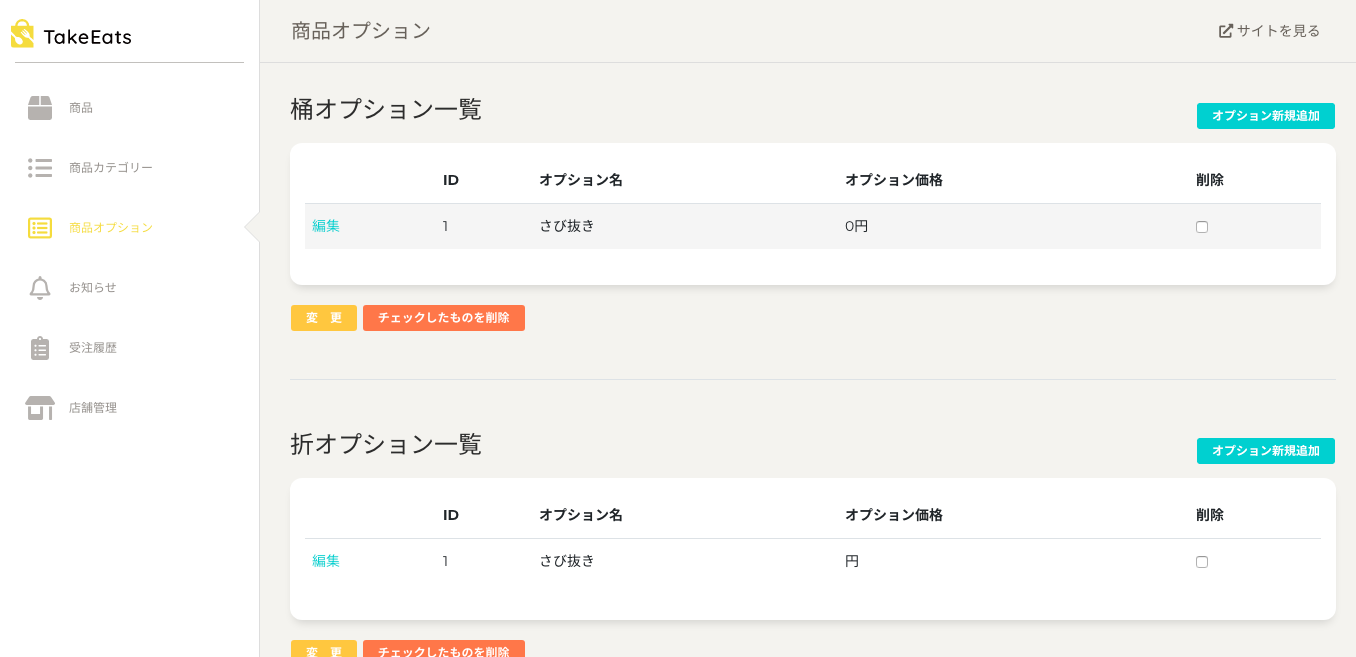 TakeEats
商品
商品カテゴリー
商品オプション
お知らせ
受注履歴
店舗管理
商品オプション
サイトを見る
桶オプション一覧
オプション新規追加
ID オプション名 オプション価格 削除
編集 1 さび抜き 0円
変　更 チェックしたものを削除
折オプション一覧
オプション新規追加
ID オプション名 オプション価格 削除
編集 1 さび抜き 円
変　更 チェックしたものを削除